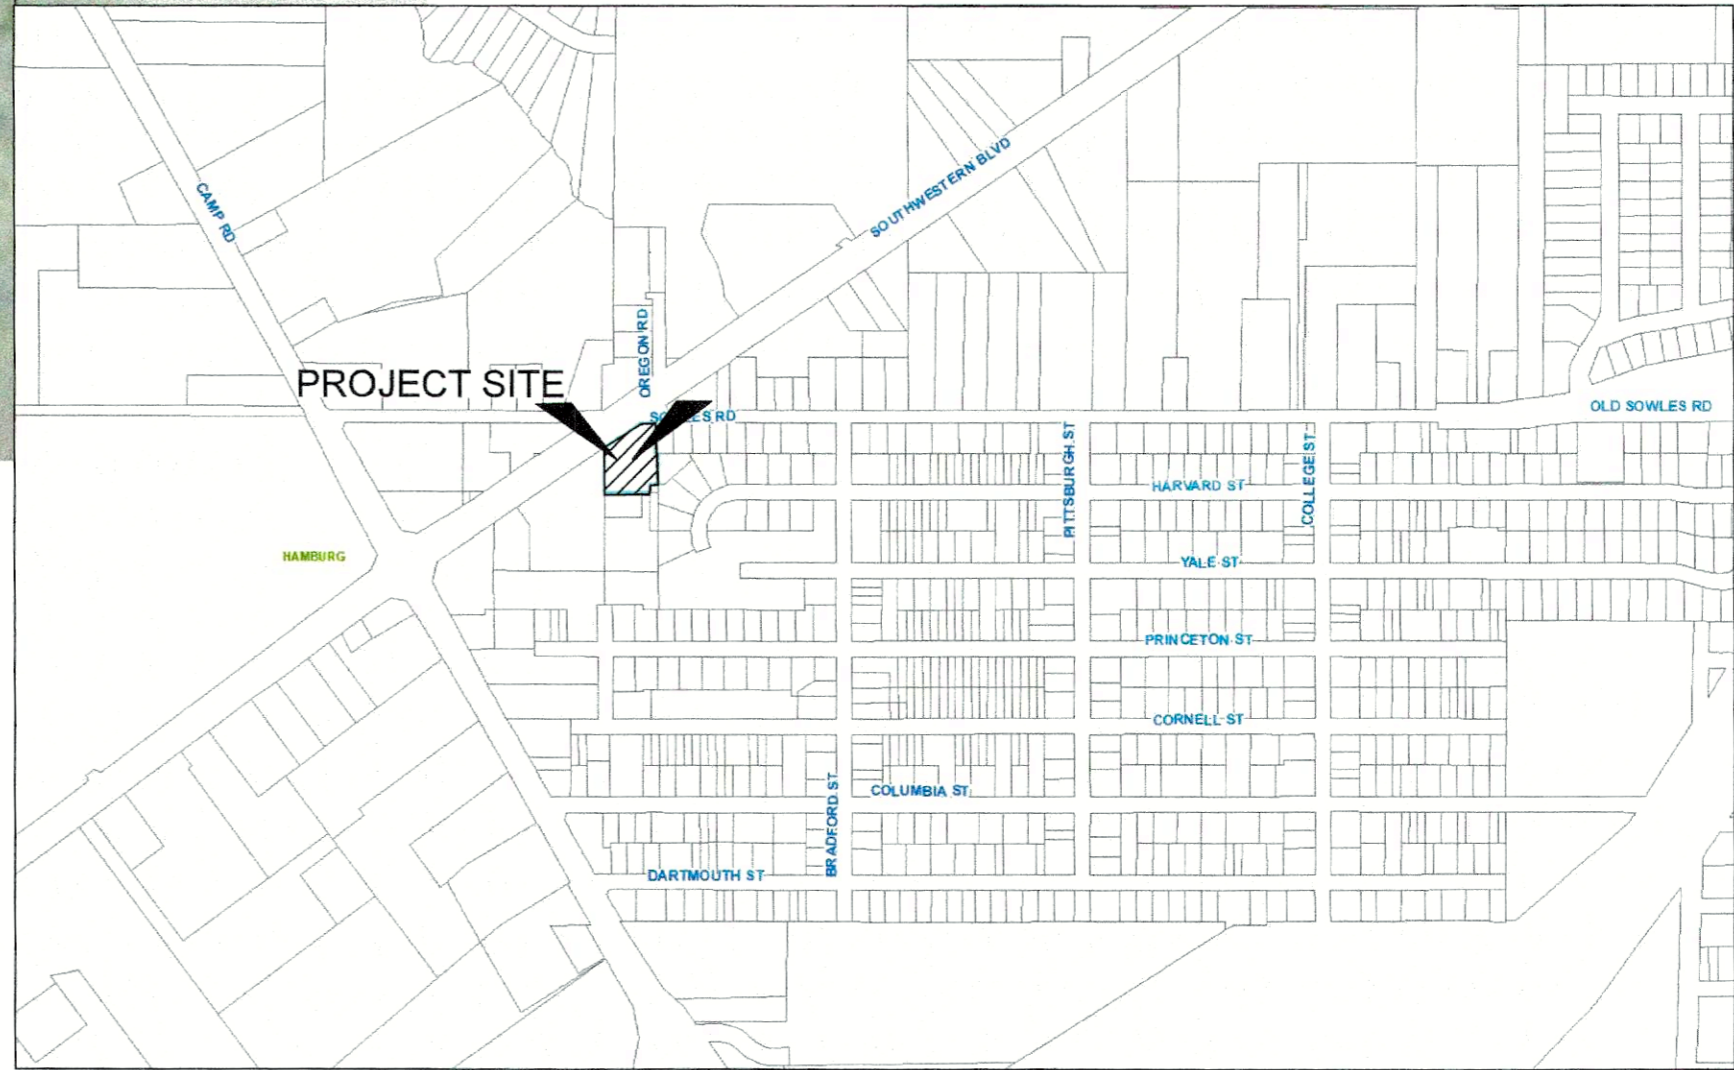 CAMP RD
SOUTHWESTERN BLVD
OREGON RD
PROJECT SITE
RD
OLD SOWLES RD
PITTSBURGH ST
COLLEGE ST
HARVARD ST
HAMBURG
YALE ST
PRINCETON ST
CORNELL ST
BRADFORD ST
COLUMBIA ST
DARTMOUTH ST